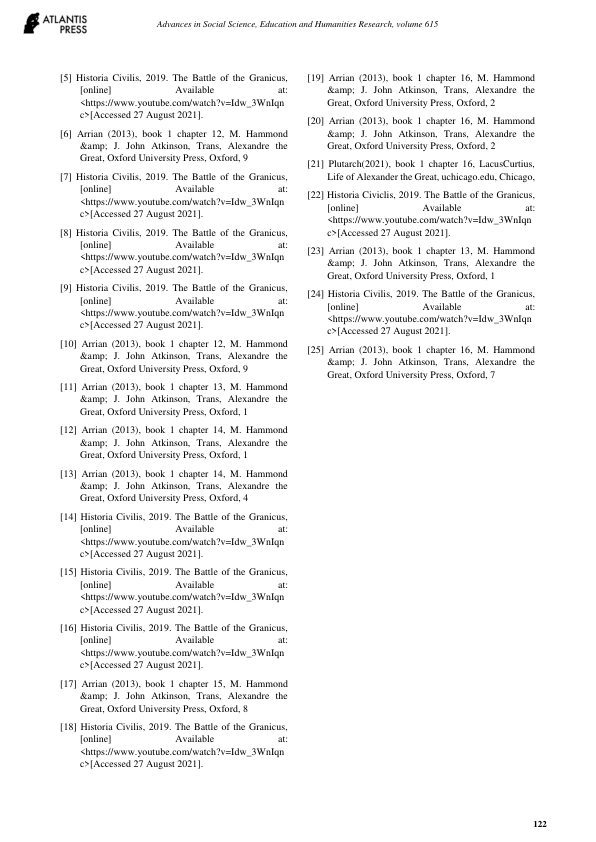 ATLANTIS
PRESS
Advances in Social Science, Education and Humanities Research, volume 615
[5] Historia Civilis, 2019. The Battle of the Granicus,
[online] Available at:
<https://www.youtube.com/watch?v=Idw_3WnIqn
c>[Accessed 27 August 2021].
[6] Arrian (2013), book 1 chapter 12, M. Hammond
&amp; J. John Atkinson, Trans, Alexandre the
Great, Oxford University Press, Oxford, 9
[7] Historia Civilis, 2019. The Battle of the Granicus,
[online] Available at:
<https://www.youtube.com/watch?v=Idw_3WnIqn
c>[Accessed 27 August 2021].
[8] Historia Civilis, 2019. The Battle of the Granicus,
[online] Available at:
<https://www.youtube.com/watch?v=Idw_3WnIqn
c>[Accessed 27 August 2021].
[9] Historia Civilis, 2019. The Battle of the Granicus,
[online] Available at:
<https://www.youtube.com/watch?v=Idw_3WnIqn
c>[Accessed 27 August 2021].
[10] Arrian (2013), book 1 chapter 12, M. Hammond
&amp; J. John Atkinson, Trans, Alexandre the
Great, Oxford University Press, Oxford, 9
[11] Arrian (2013), book 1 chapter 13, M. Hammond
&amp; J. John Atkinson, Trans, Alexandre the
Great, Oxford University Press, Oxford, 1
[12] Arrian (2013), book 1 chapter 14, M. Hammond
&amp; J. John Atkinson, Trans, Alexandre the
Great, Oxford University Press, Oxford, 1
[13] Arrian (2013), book 1 chapter 14, M. Hammond
&amp; J. John Atkinson, Trans, Alexandre the
Great, Oxford University Press, Oxford, 4
[14] Historia Civilis, 2019. The Battle of the Granicus,
[online] Available at:
<https://www.youtube.com/watch?v=Idw_3WnIqn
c>[Accessed 27 August 2021].
[15] Historia Civilis, 2019. The Battle of the Granicus,
[online] Available at:
<https://www.youtube.com/watch?v=Idw_3WnIqn
c>[Accessed 27 August 2021].
[16] Historia Civilis, 2019. The Battle of the Granicus,
[online] Available at:
<https://www.youtube.com/watch?v=Idw_3WnIqn
c>[Accessed 27 August 2021].
[17] Arrian (2013), book 1 chapter 15, M. Hammond
&amp; J. John Atkinson, Trans, Alexandre the
Great, Oxford University Press, Oxford, 8
[18] Historia Civilis, 2019. The Battle of the Granicus,
[online] Available at:
<https://www.youtube.com/watch?v=Idw_3WnIqn
c>[Accessed 27 August 2021].
[19] Arrian (2013), book 1 chapter 16, M. Hammond
&amp; J. John Atkinson, Trans, Alexandre the
Great, Oxford University Press, Oxford, 2
[20] Arrian (2013), book 1 chapter 16, M. Hammond
&amp; J. John Atkinson, Trans, Alexandre the
Great, Oxford University Press, Oxford, 2
[21] Plutarch(2021), book 1 chapter 16, LacusCurtius,
Life of Alexander the Great, uchicago.edu, Chicago,
[22] Historia Civiclis, 2019. The Battle of the Granicus,
[online] Available at:
<https://www.youtube.com/watch?v=Idw_3WnIqn
c>[Accessed 27 August 2021].
[23] Arrian (2013), book 1 chapter 13, M. Hammond
&amp; J. John Atkinson, Trans, Alexandre the
Great, Oxford University Press, Oxford, 1
[24] Historia Civilis, 2019. The Battle of the Granicus,
[online] Available at:
<https://www.youtube.com/watch?v=Idw_3WnIqn
c>[Accessed 27 August 2021].
[25] Arrian (2013), book 1 chapter 16, M. Hammond
&amp; J. John Atkinson, Trans, Alexandre the
Great, Oxford University Press, Oxford, 7
122